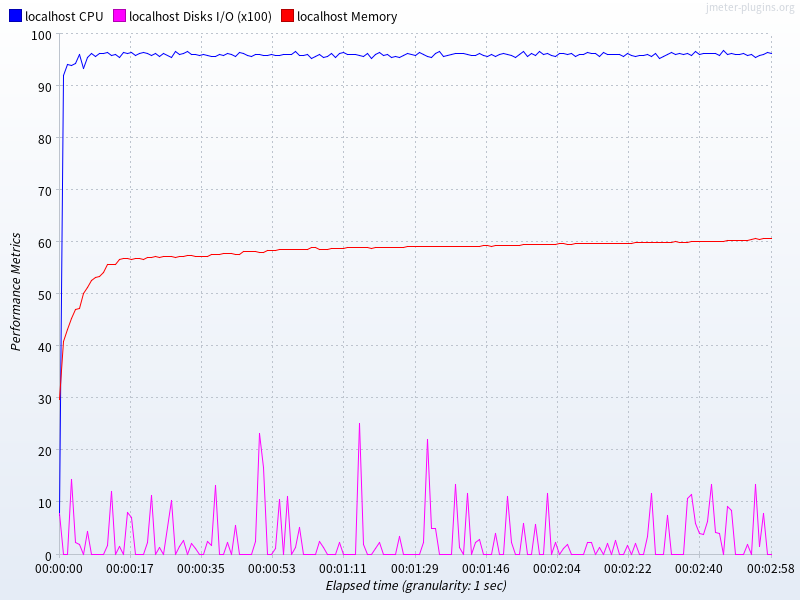 localhost CPU localhost Disks I/O (x100) localhost Memory
jmeter-plugins.org
100
90
80
70
60
50
40
30
20
10
0
Performance Metrics
00:00:00 00:00:17 00:00:35 00:00:53 00:01:11 00:01:29 00:01:46 00:02:04 00:02:22 00:02:40 00:02:58
Elapsed time (granularity: 1 sec)